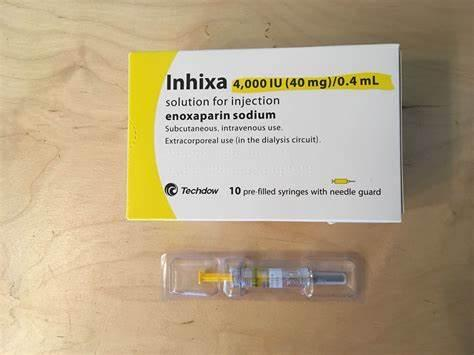 Inhixa 4,000 IU (40 mg)/0.4 mL
solution for injection
enoxaparin sodium
Subcutaneous, intravenous use.
Extracorporeal use (in the dialysis circuit).
Techdow 10 pre-filled syringes with needle guard